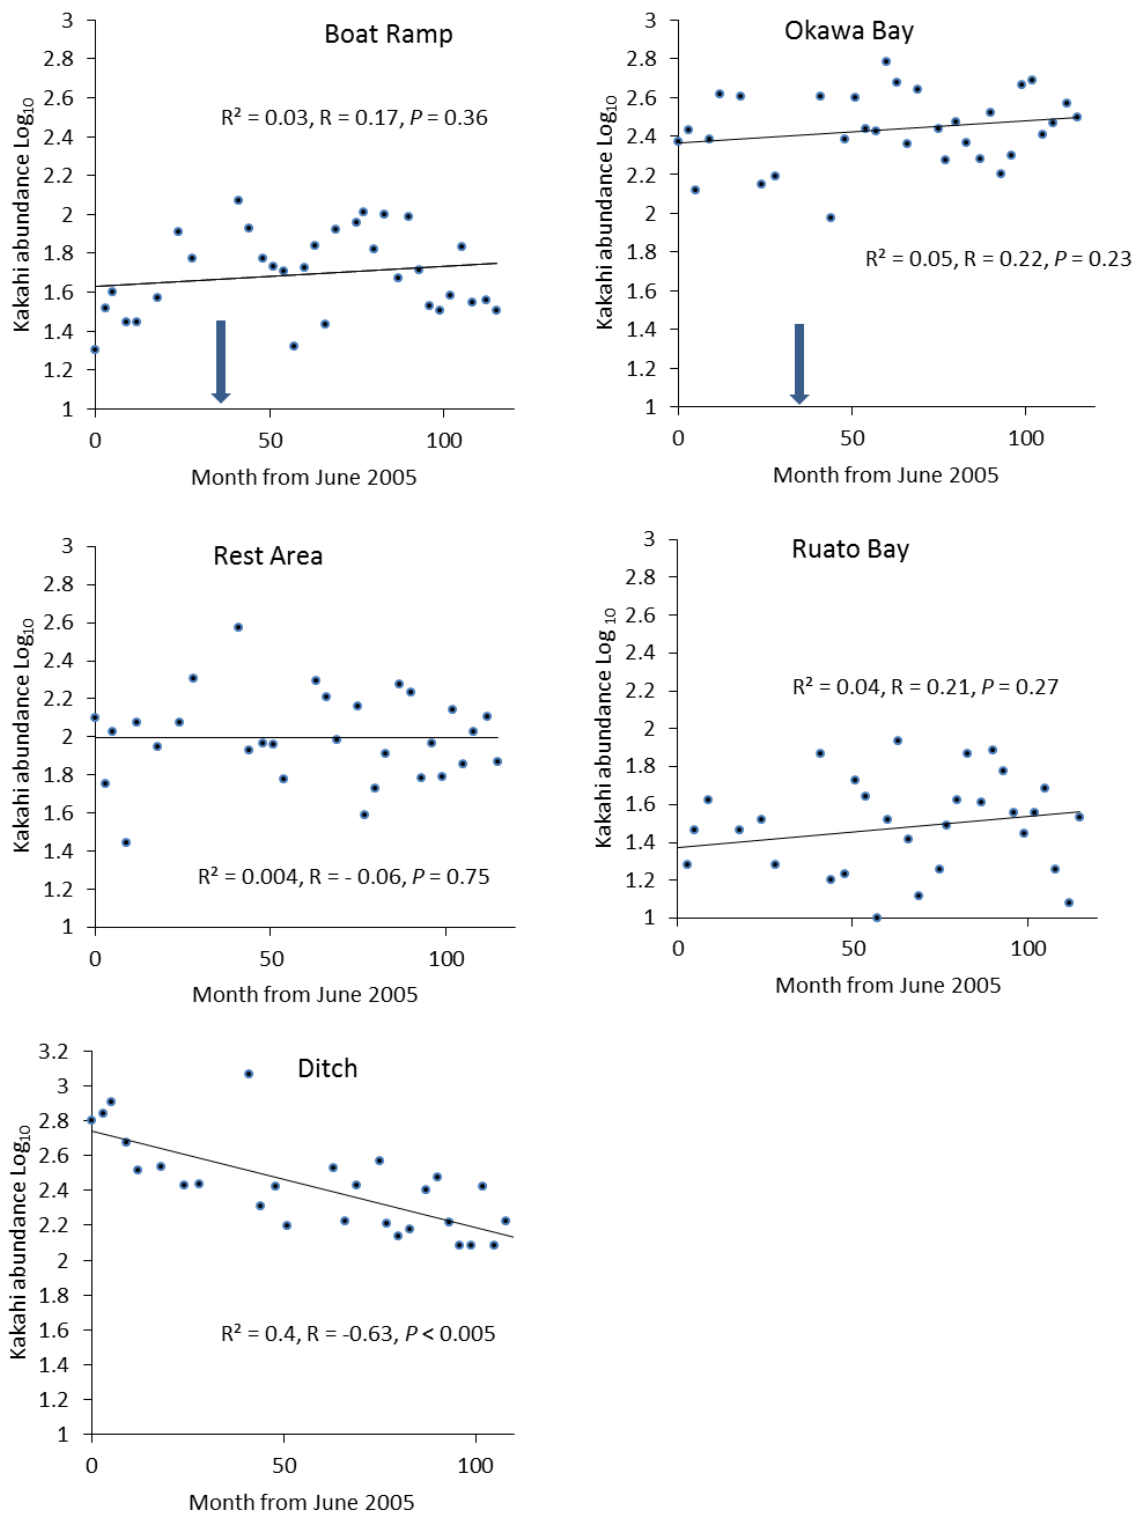 Boat Ramp
R² = 0.03, R = 0.17, P = 0.36
Kakahi abundance Log₁₀
3
2.8
2.6
2.4
2.2
2
1.8
1.6
1.4
1.2
1
0 50 100
Month from June 2005
Okawa Bay
R² = 0.05, R = 0.22, P = 0.23
Kakahi abundance Log₁₀
3
2.8
2.6
2.4
2.2
2
1.8
1.6
1.4
1.2
1
0 50 100
Month from June 2005
Rest Area
R² = 0.004, R = - 0.06, P = 0.75
Kakahi abundance Log₁₀
3
2.8
2.6
2.4
2.2
2
1.8
1.6
1.4
1.2
1
0 50 100
Month from June 2005
Ruato Bay
R² = 0.04, R = 0.21, P = 0.27
Kakahi abundance Log ₁₀
3
2.8
2.6
2.4
2.2
2
1.8
1.6
1.4
1.2
1
0 50 100
Month from June 2005
Ditch
R² = 0.4, R = -0.63, P < 0.005
Kakahi abundance Log₁₀
3.2
3
2.8
2.6
2.4
2.2
2
1.8
1.6
1.4
1.2
1
0 50 100
Month from June 2005